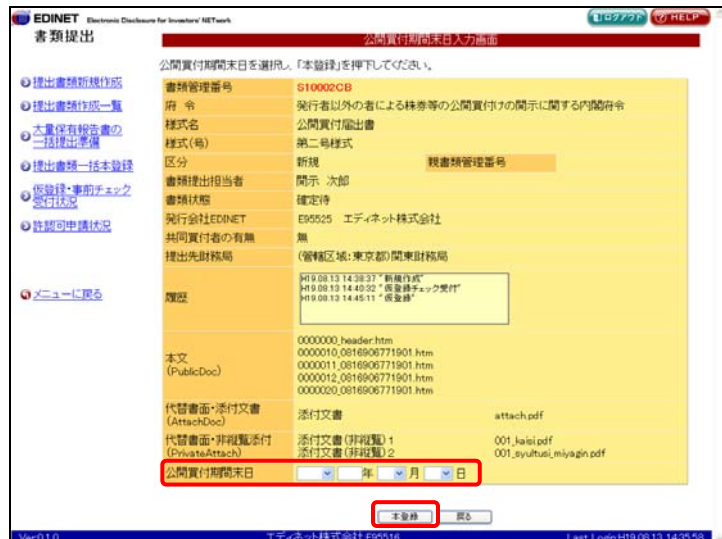 EDINET Electronic Disclosure for Investors' NETwork
ログアウト HELP
書類提出
公開買付期間末日入力画面
公開買付期間末日を選択し、「本登録」を押下してください。
提出書類新規作成
提出書類作成一覧
大量保有報告書の
一括提出準備
提出書類一括本登録
仮登録・事前チェック
受付状況
許認可申請状況
メニューに戻る
書類管理番号 S10002CB
府 令 発行者以外の者による株券等の公開買付けの開示に関する内閣府令
様式名 公開買付届出書
様式(号) 第二号様式
区分 新規 親書類管理番号
書類提出担当者 開示 次郎
書類状態 確定待
発行会社EDINET E95525 エディネット株式会社
共同買付者の有無 無
提出先財務局 (管轄区域:東京都)関東財務局
履歴
H19.08.13 14:38:37 "新規作成"
H19.08.13 14:40:32 "仮登録チェック受付"
H19.08.13 14:45:11 "仮登録"
本文
(PublicDoc)
0000000_header.htm
0000010_0816906771901.htm
0000011_0816906771901.htm
0000012_0816906771901.htm
0000020_0816906771901.htm
代替書面・添付文書
(AttachDoc)
添付文書 attach.pdf
代替書面・非縦覧添付
(PrivateAttach)
添付文書(非縦覧)1 001_kaisi.pdf
添付文書(非縦覧)2 001_syultusi_miyagin.pdf
公開買付期間末日 年 月 日
本登録 戻る
Ver.0.1.0 エディネット株式会社 E95516 Last Login:H19.08.13 14:35:58